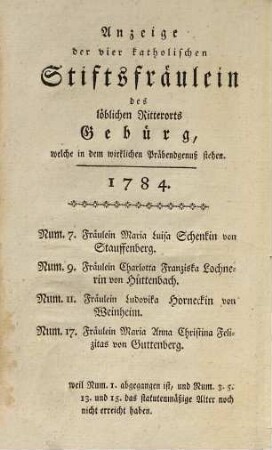 Anzeige
der vier katholischen
Stiftsfräulein
des
löblichen Ritterorts
Gebürg,
welche in dem wirklichen Präbendgenuß stehen.
1784.
Num. 7. Fräulein Maria Luisa Schenkin von
Stauffenberg.
Num. 9. Fräulein Charlotta Franziska Lochne-
rin von Hüttenbach.
Num. 11. Fräulein Ludovika Horneckin von
Weinheim.
Num. 17. Fräulein Maria Anna Christina Feli-
zitas von Guttenberg.
weil Num. 1. abgegangen ist, und Num. 3. 5.
13. und 15. das statutenmäßige Alter noch
nicht erreicht haben.